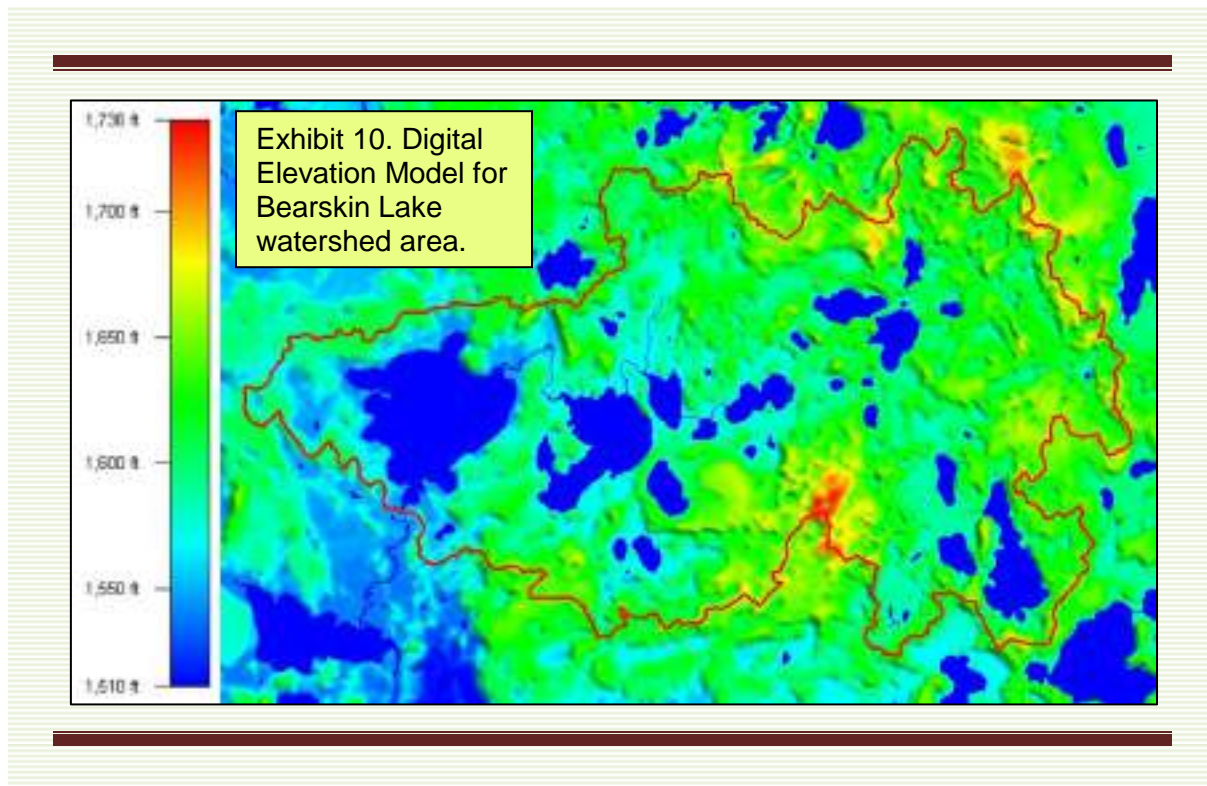 1,730 ft
Exhibit 10. Digital
Elevation Model for
Bearskin Lake
watershed area.
1,700 ft
1,650 ft
1,600 ft
1,550 ft
1,510 ft